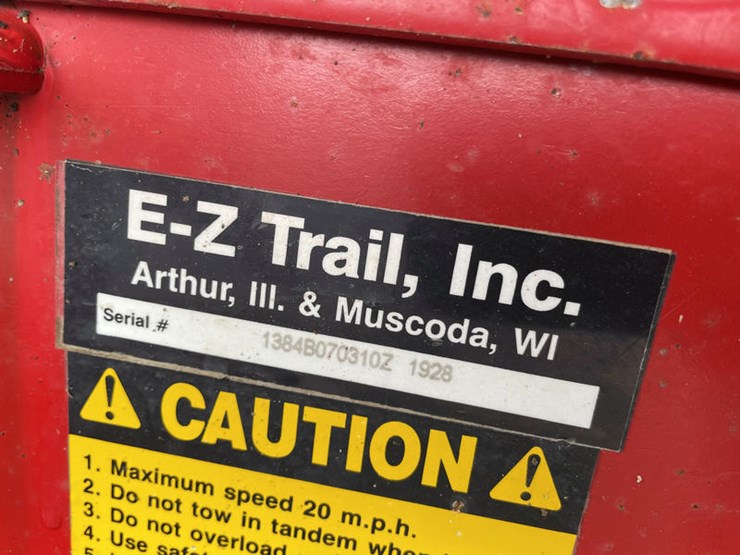 E-Z Trail, Inc.
Arthur, Ill. & Muscoda, WI
Serial # 1384B070310Z 1928
CAUTION
1. Maximum speed 20 m.p.h.
2. Do not tow in tandem when
3. Do not overload
4. Use